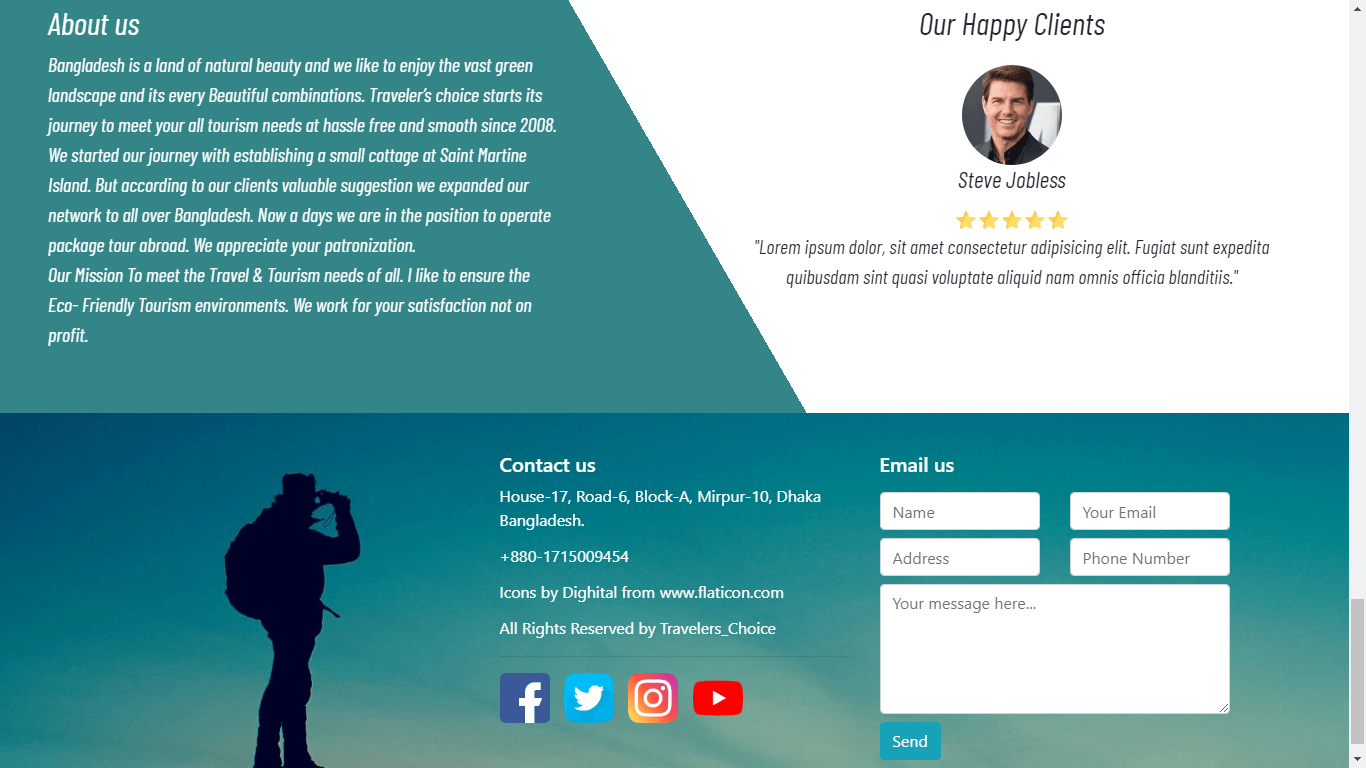 About us
Bangladesh is a land of natural beauty and we like to enjoy the vast green
landscape and its every Beautiful combinations. Traveler's choice starts its
journey to meet your all tourism needs at hassle free and smooth since 2008.
We started our journey with establishing a small cottage at Saint Martine
Island. But according to our clients valuable suggestion we expanded our
network to all over Bangladesh. Now a days we are in the position to operate
package tour abroad. We appreciate your patronization.
Our Mission To meet the Travel & Tourism needs of all. I like to ensure the
Eco- Friendly Tourism environments. We work for your satisfaction not on
profit.
Our Happy Clients
Steve Jobless
"Lorem ipsum dolor, sit amet consectetur adipisicing elit. Fugiat sunt expedita
quibusdam sint quasi voluptate aliquid nam omnis officia blanditiis."
Contact us
House-17, Road-6, Block-A, Mirpur-10, Dhaka
Bangladesh.
+880-1715009454
Icons by Dighital from www.flaticon.com
All Rights Reserved by Travelers_Choice
Email us
Name
Your Email
Address
Phone Number
Your message here...
Send